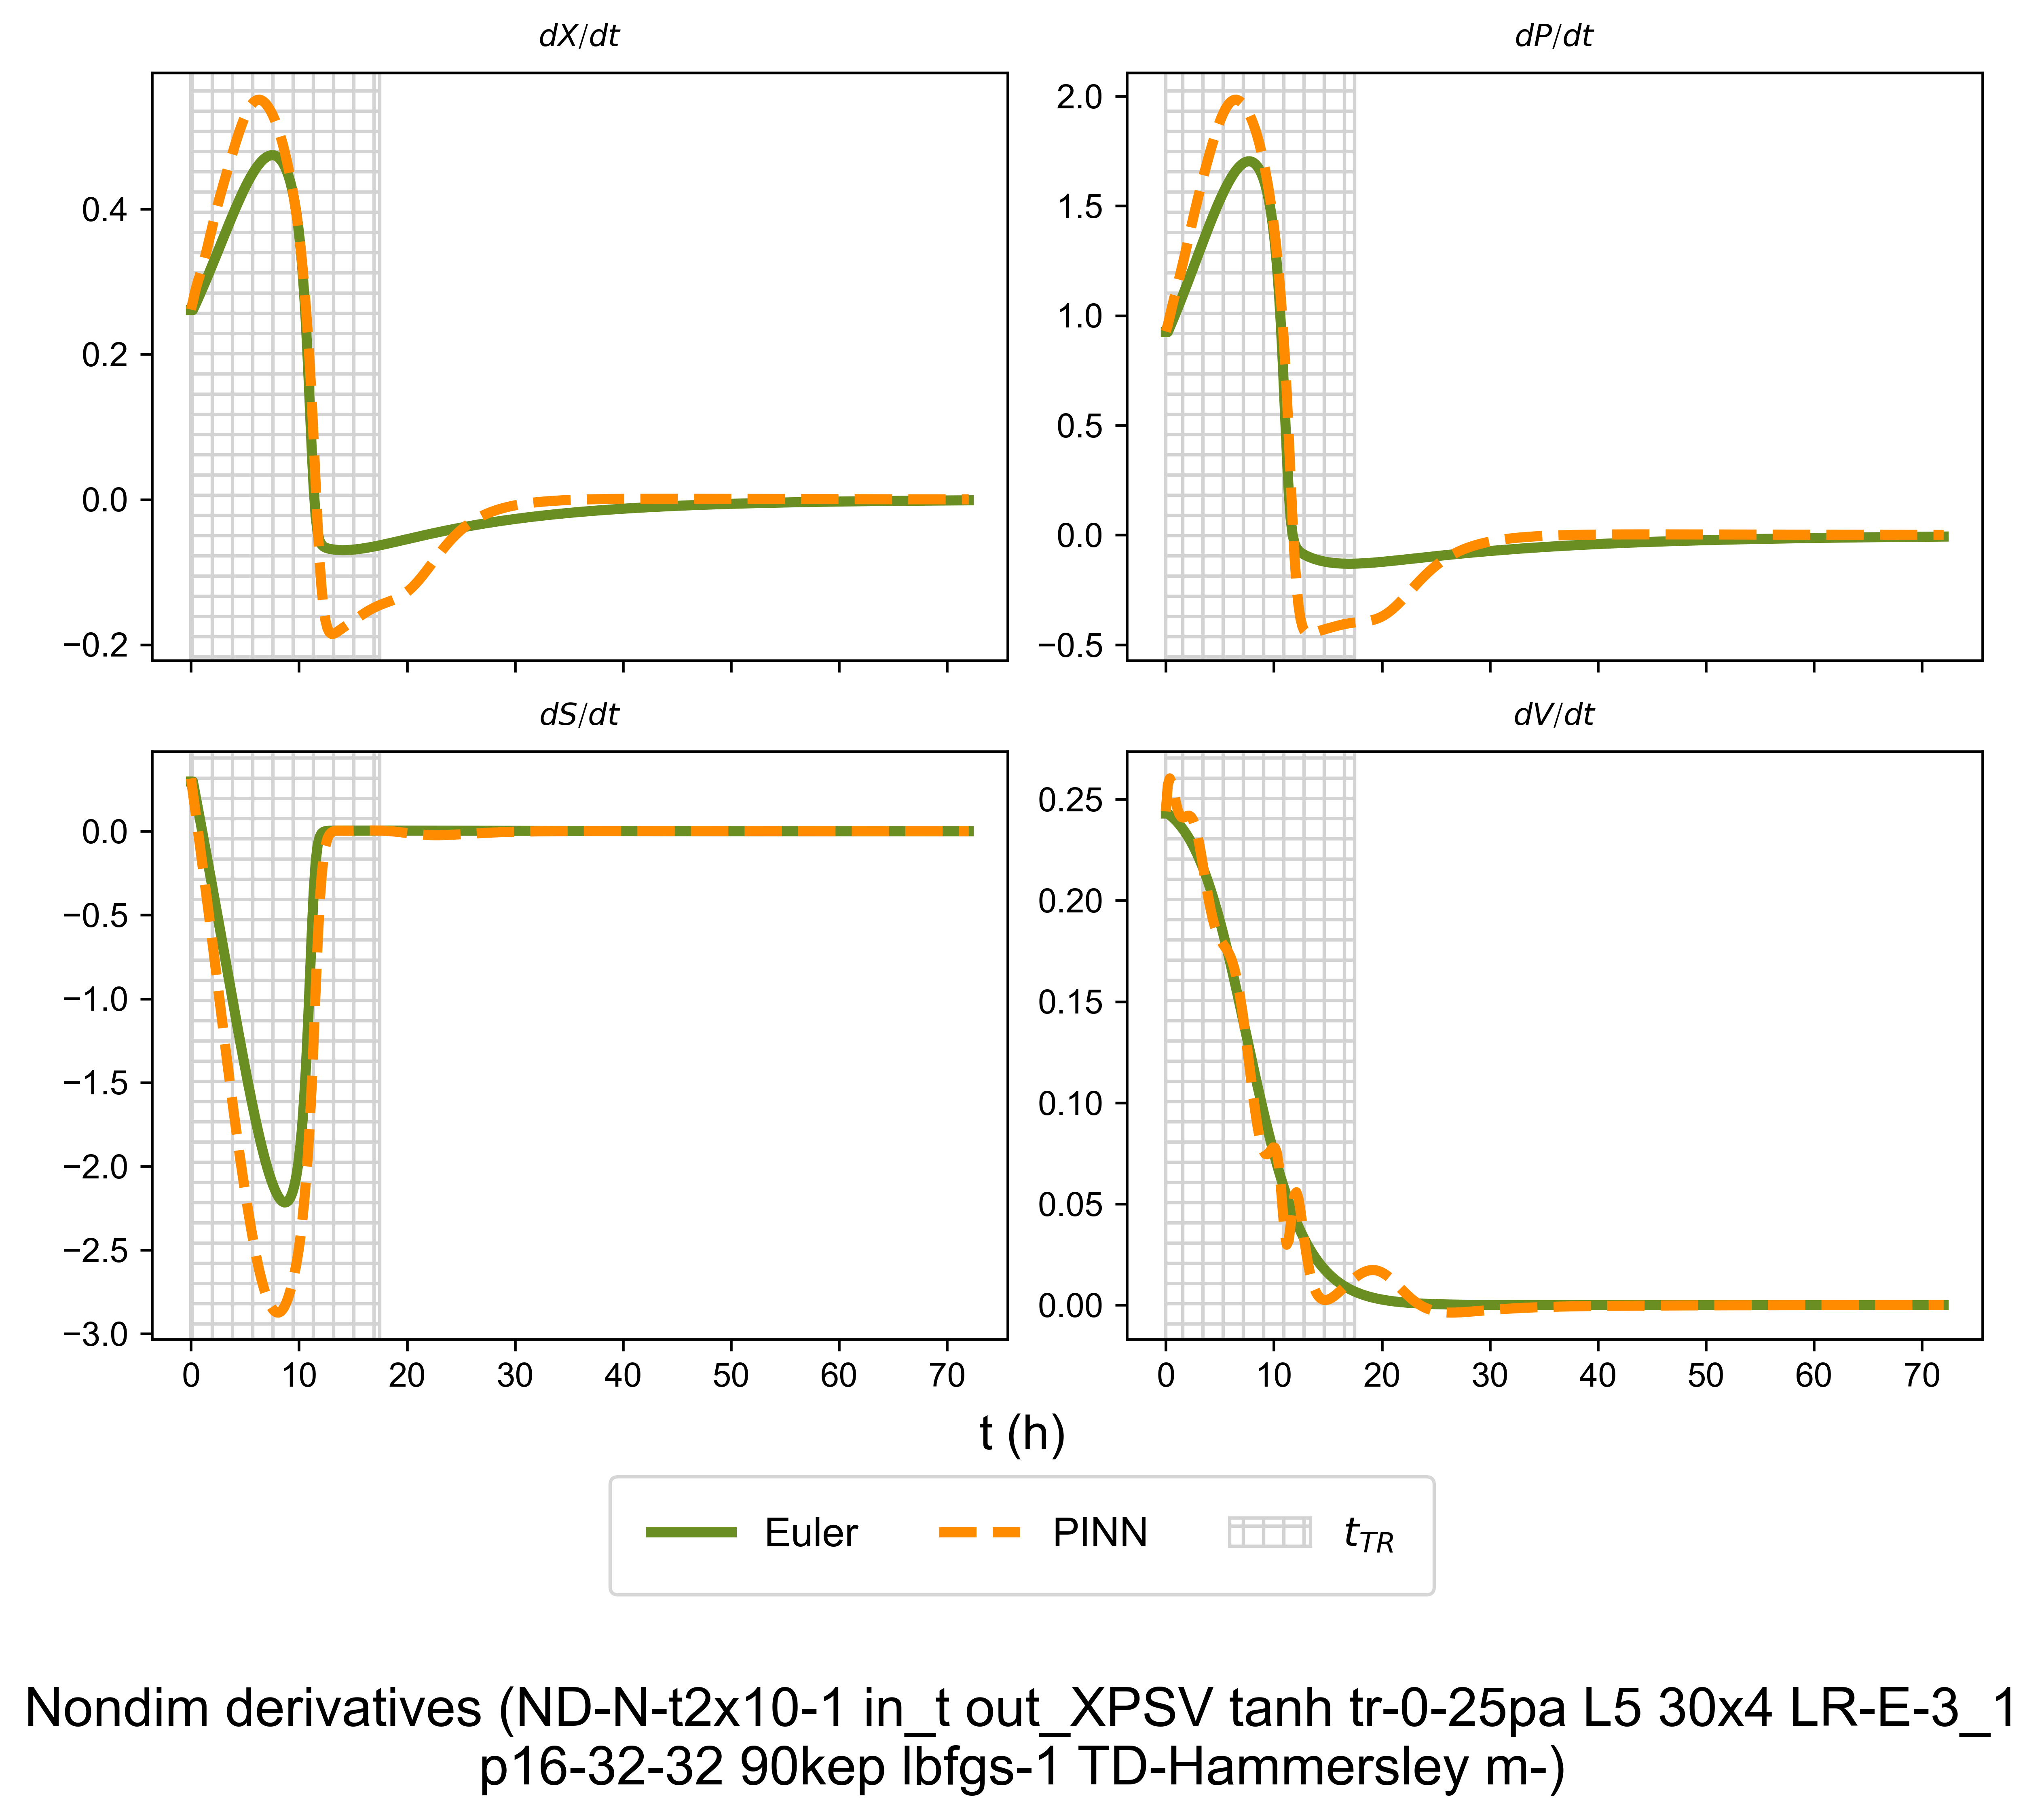 dX/dt
dP/dt
0.4
0.2
0.0
−0.2
2.0
1.5
1.0
0.5
0.0
−0.5
dS/dt
dV/dt
0.0
−0.5
−1.0
−1.5
−2.0
−2.5
−3.0
0 10 20 30 40 50 60 70
0.25
0.20
0.15
0.10
0.05
0.00
0 10 20 30 40 50 60 70
t (h)
Euler PINN t_TR
Nondim derivatives (ND-N-t2x10-1 in_t out_XPSV tanh tr-0-25pa L5 30x4 LR-E-3_1
p16-32-32 90kep lbfgs-1 TD-Hammersley m-)